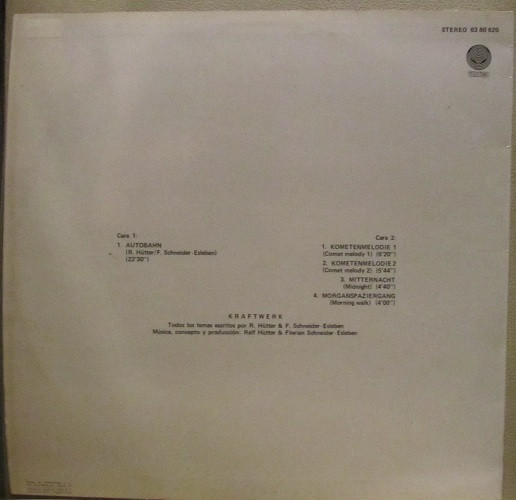 STEREO 63 60 620
Cara 1:
1. AUTOBAHN
(R. Hütter/F. Schneider-Esleben)
(22'30'')
Cara 2:
1. KOMETENMELODIE 1
(Comet melody 1) (6'20'')
2. KOMETENMELODIE 2
(Comet melody 2) (5'44'')
3. MITTERNACHT
(Midnight) (4'40'')
4. MORGANSPAZIERGANG
(Morning walk) (4'00'')
KRAFTWERK
Todos los temas escritos por R. Hütter & F. Schneider-Esleben
Música, concepto y producción: Ralf Hütter & Florian Schneider-Esleben